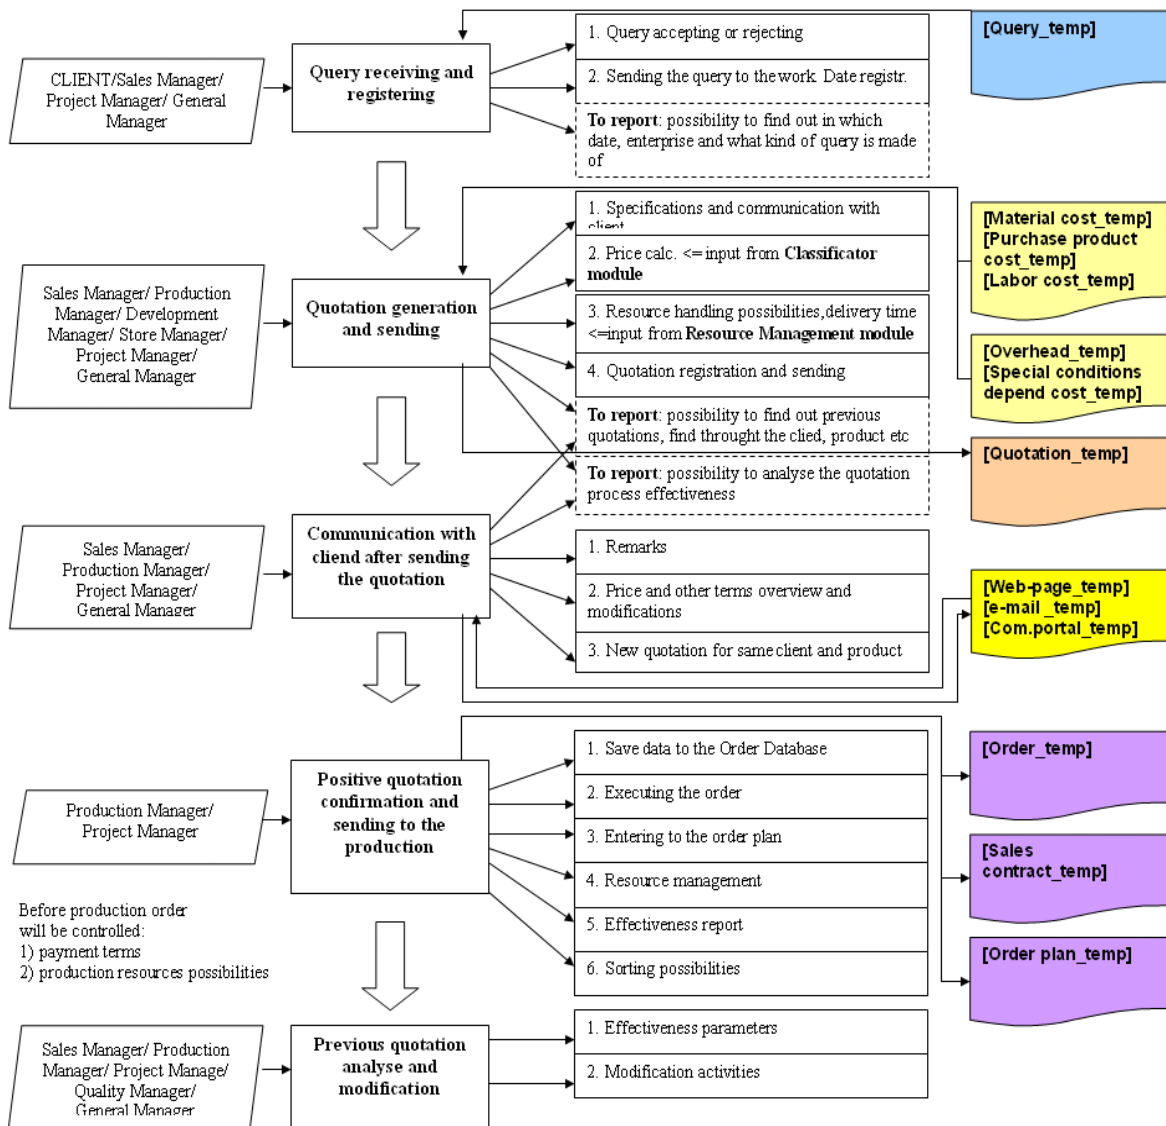 CLIENT/Sales Manager/
Project Manager/ General
Manager
Query receiving and
registering
1. Query accepting or rejecting
2. Sending the query to the work. Date registr.
To report: possibility to find out in which
date, enterprise and what kind of query is made
of
[Query_temp]
Sales Manager/ Production
Manager/ Development
Manager/ Store Manager/
Project Manager/
General Manager
Quotation generation
and sending
1. Specifications and communication with
client
2. Price calc. <= input from Classificator
module
3. Resource handling possibilities,delivery time
<=input from Resource Management module
4. Quotation registration and sending
To report: possibility to find out previous
quotations, find throught the clied, product etc
To report: possibility to analyse the quotation
process effectiveness
[Material cost_temp]
[Purchase product
cost_temp]
[Labor cost_temp]
[Overhead_temp]
[Special conditions
depend cost_temp]
[Quotation_temp]
Sales Manager/
Production Manager/
Project Manager/
General Manager
Communication with
cliend after sending
the quotation
1. Remarks
2. Price and other terms overview and
modifications
3. New quotation for same client and product
[Web-page_temp]
[e-mail_temp]
[Com.portal_temp]
Production Manager/
Project Manager
Positive quotation
confirmation and
sending to the
production
1. Save data to the Order Database
2. Executing the order
3. Entering to the order plan
4. Resource management
5. Effectiveness report
6. Sorting possibilities
[Order_temp]
[Sales
contract_temp]
[Order plan_temp]
Before production order
will be controlled:
1) payment terms
2) production resources possibilities
Sales Manager/ Production
Manager/ Project Manage/
Quality Manager/
General Manager
Previous quotation
analyse and
modification
1. Effectiveness parameters
2. Modification activities